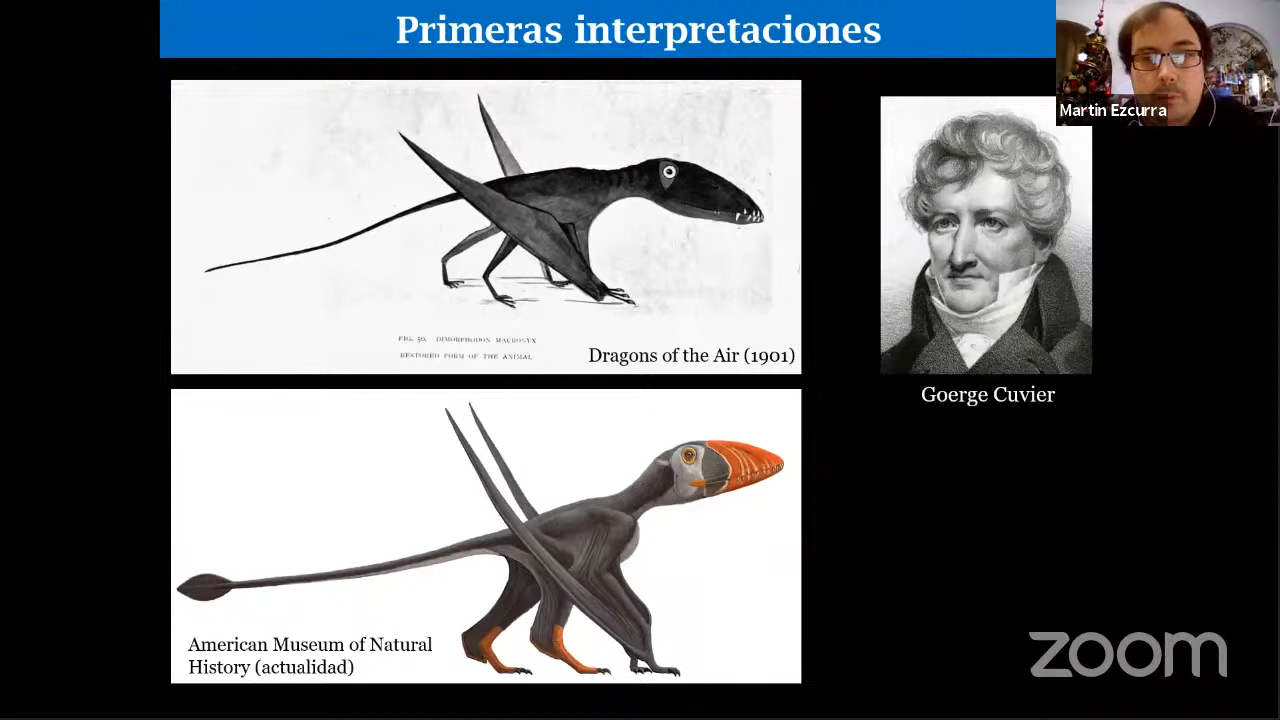 Primeras interpretaciones
Martin Ezcurra
FIG. 50. DIMORPHODON MACRONYX
RESTORED FORM OF THE ANIMAL
Dragons of the Air (1901)
Goerge Cuvier
American Museum of Natural
History (actualidad)
zoom